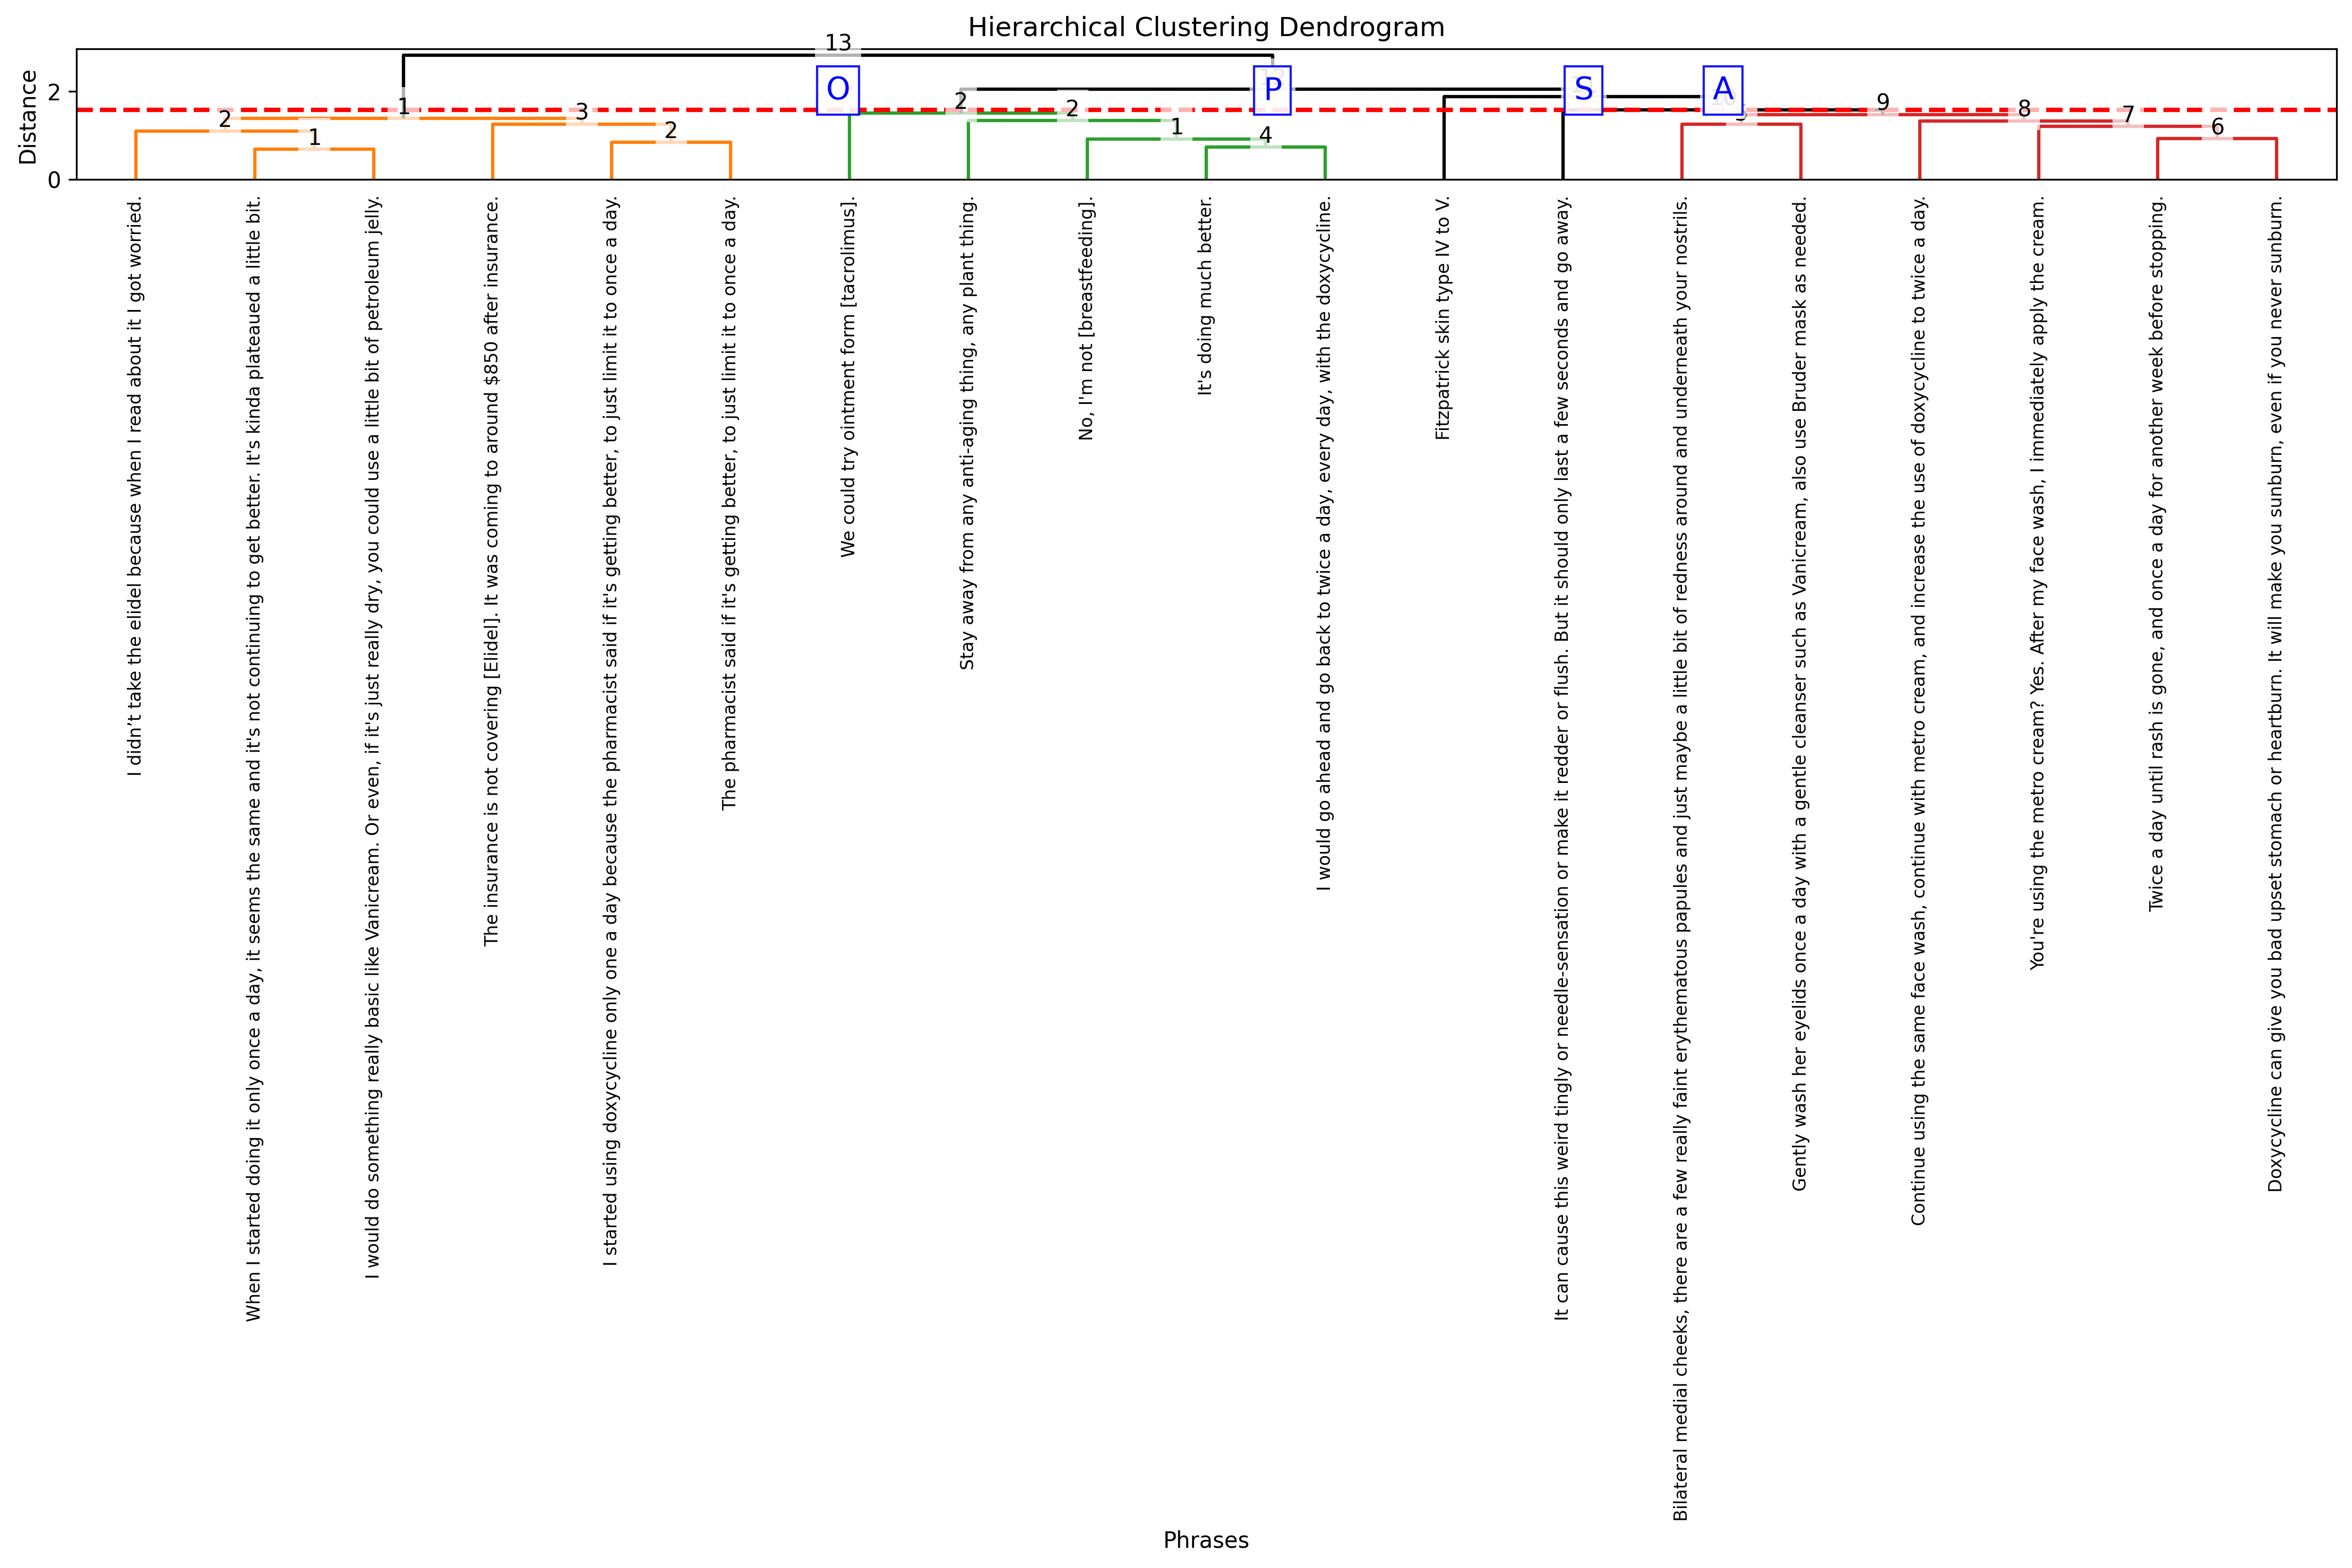 Hierarchical Clustering Dendrogram
Distance
2
0
13
O
P
S
A
1
2
2
9
3
8
2
7
2
1
6
1
4
I didn’t take the elidel because when I read about it I got worried.
When I started doing it only once a day, it seems the same and it's not continuing to get better. It's kinda plateaued a little bit.
I would do something really basic like Vanicream. Or even, if it's just really dry, you could use a little bit of petroleum jelly.
The insurance is not covering [Elidel]. It was coming to around $850 after insurance.
I started using doxycycline only one a day because the pharmacist said if it's getting better, to just limit it to once a day.
The pharmacist said if it's getting better, to just limit it to once a day.
We could try ointment form [tacrolimus].
Stay away from any anti-aging thing, any plant thing.
No, I'm not [breastfeeding].
It's doing much better.
I would go ahead and go back to twice a day, every day, with the doxycycline.
Fitzpatrick skin type IV to V.
It can cause this weird tingly or needle-sensation or make it redder or flush. But it should only last a few seconds and go away.
Bilateral medial cheeks, there are a few really faint erythematous papules and just maybe a little bit of redness around and underneath your nostrils.
Gently wash her eyelids once a day with a gentle cleanser such as Vanicream, also use Bruder mask as needed.
Continue using the same face wash, continue with metro cream, and increase the use of doxycycline to twice a day.
You're using the metro cream? Yes. After my face wash, I immediately apply the cream.
Twice a day until rash is gone, and once a day for another week before stopping.
Doxycycline can give you bad upset stomach or heartburn. It will make you sunburn, even if you never sunburn.
Phrases